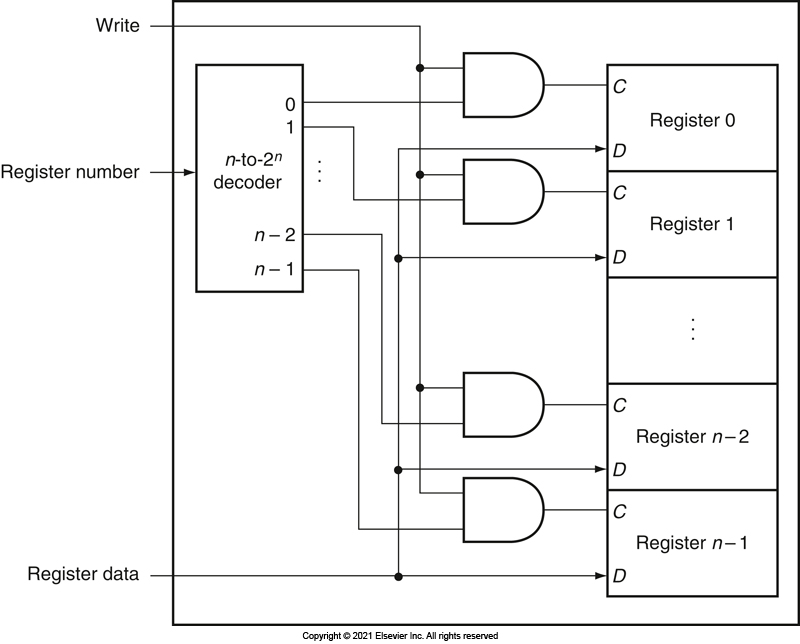 Write
0
C
Register 0
1
n-to-2ⁿ
decoder
⋮
D
Register number
C
Register 1
n – 2
D
n – 1
⋮
C
Register n – 2
D
C
Register n – 1
Register data
D
Copyright © 2021 Elsevier Inc. All rights reserved